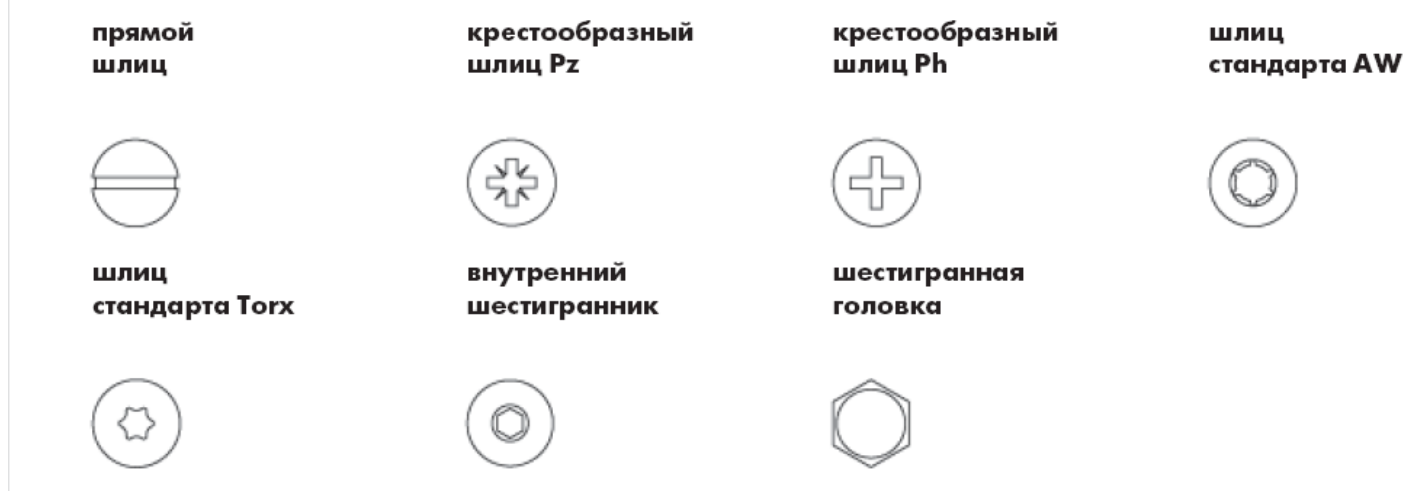 прямой
шлиц
крестообразный
шлиц Pz
крестообразный
шлиц Ph
шлиц
стандарта AW
шлиц
стандарта Torx
внутренний
шестигранник
шестигранная
головка